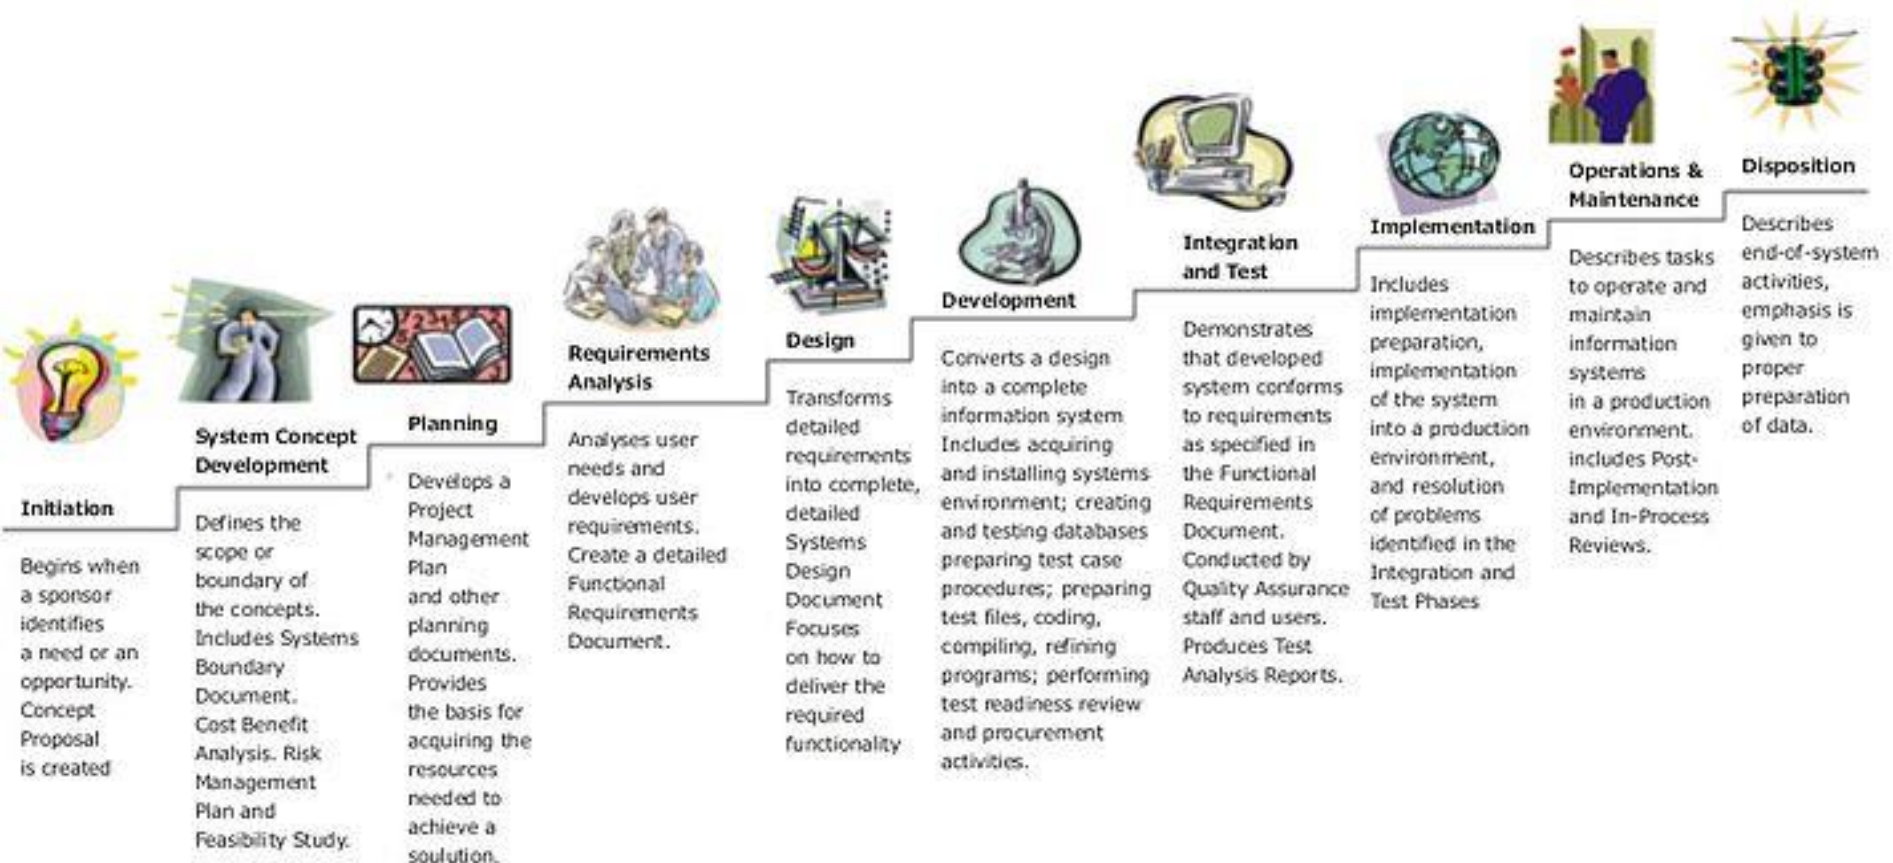 Initiation
Begins when
a sponsor
identifies
a need or an
opportunity.
Concept
Proposal
is created
System Concept
Development
Defines the
scope or
boundary of
the concepts.
Includes Systems
Boundary
Document.
Cost Benefit
Analysis. Risk
Management
Plan and
Feasibility Study.
Planning
Develops a
Project
Management
Plan
and other
planning
documents.
Provides
the basis for
acquiring the
resources
needed to
achieve a
soulution.
Requirements
Analysis
Analyses user
needs and
develops user
requirements.
Create a detailed
Functional
Requirements
Document.
Design
Transforms
detailed
requirements
into complete,
detailed
Systems
Design
Document
Focuses
on how to
deliver the
required
functionality
Development
Converts a design
into a complete
information system
Includes acquiring
and installing systems
environment; creating
and testing databases
preparing test case
procedures; preparing
test files, coding,
compiling, refining
programs; performing
test readiness review
and procurement
activities.
Integration
and Test
Demonstrates
that developed
system conforms
to requirements
as specified in
the Functional
Requirements
Document.
Conducted by
Quality Assurance
staff and users.
Produces Test
Analysis Reports.
Implementation
Includes
implementation
preparation,
implementation
of the system
into a production
environment,
and resolution
of problems
identified in the
Integration and
Test Phases
Operations &
Maintenance
Describes tasks
to operate and
maintain
information
systems
in a production
environment.
includes Post-
Implementation
and In-Process
Reviews.
Disposition
Describes
end-of-system
activities,
emphasis is
given to
proper
preparation
of data.